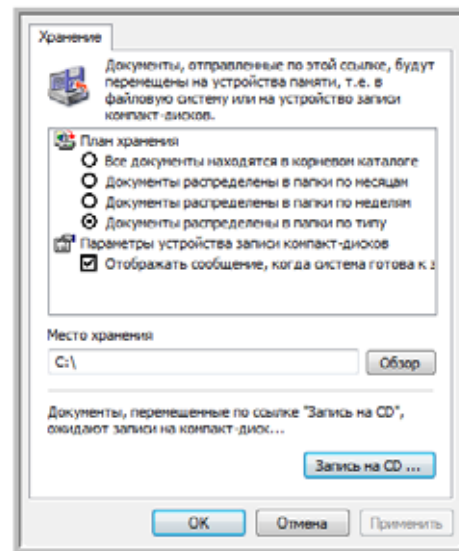 Хранение
Документы, отправленные по этой ссылке, будут
перемещены на устройства памяти, т.е. в
файловую систему или на устройство записи
компакт-дисков.
План хранения
Все документы находятся в корневом каталоге
Документы распределены в папки по месяцам
Документы распределены в папки по неделям
Документы распределены в папки по типу
Параметры устройства записи компакт-дисков
Отображать сообщение, когда система готова к з
Место хранения
C:\
Обзор
Документы, перемещенные по ссылке "Запись на CD",
ожидают записи на компакт-диск...
Запись на CD ...
OK
Отмена
Применить